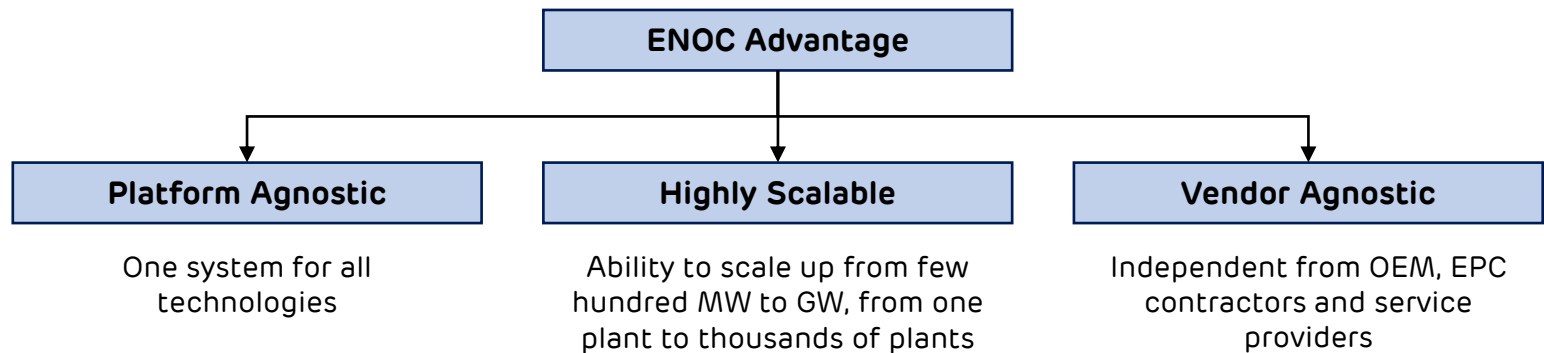 ENOC Advantage
Platform Agnostic
One system for all
technologies
Highly Scalable
Ability to scale up from few
hundred MW to GW, from one
plant to thousands of plants
Vendor Agnostic
Independent from OEM, EPC
contractors and service
providers